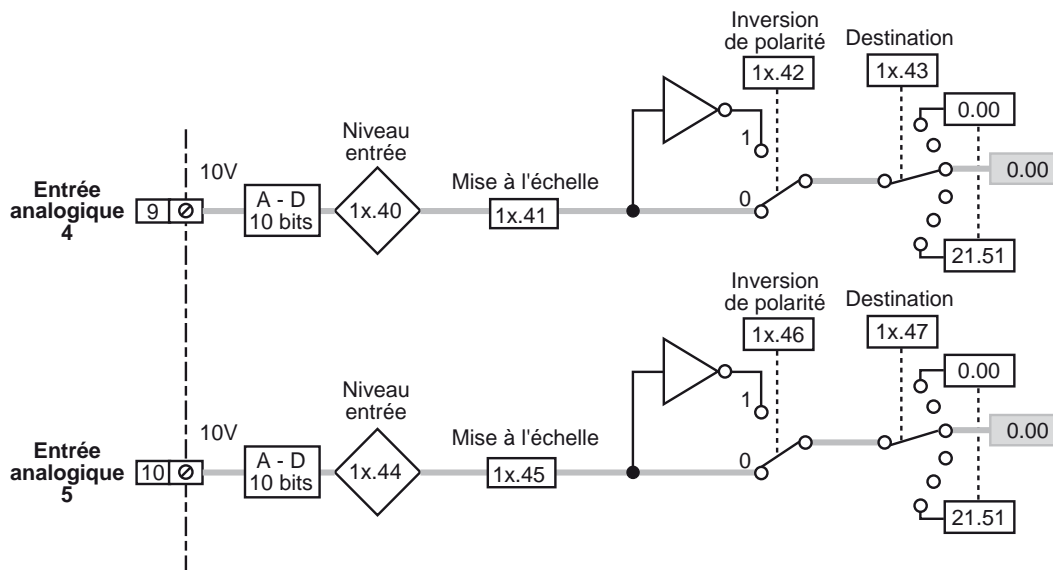 Inversion
de polarité
Destination
1x.42
1x.43
0.00
1
Niveau
entrée
10V
Mise à l'échelle
Entrée
analogique
4
9
A - D
10 bits
1x.40
1x.41
0
0.00
21.51
Inversion
de polarité
Destination
1x.46
1x.47
0.00
1
Niveau
entrée
10V
Mise à l'échelle
Entrée
analogique
5
10
A - D
10 bits
1x.44
1x.45
0
0.00
21.51